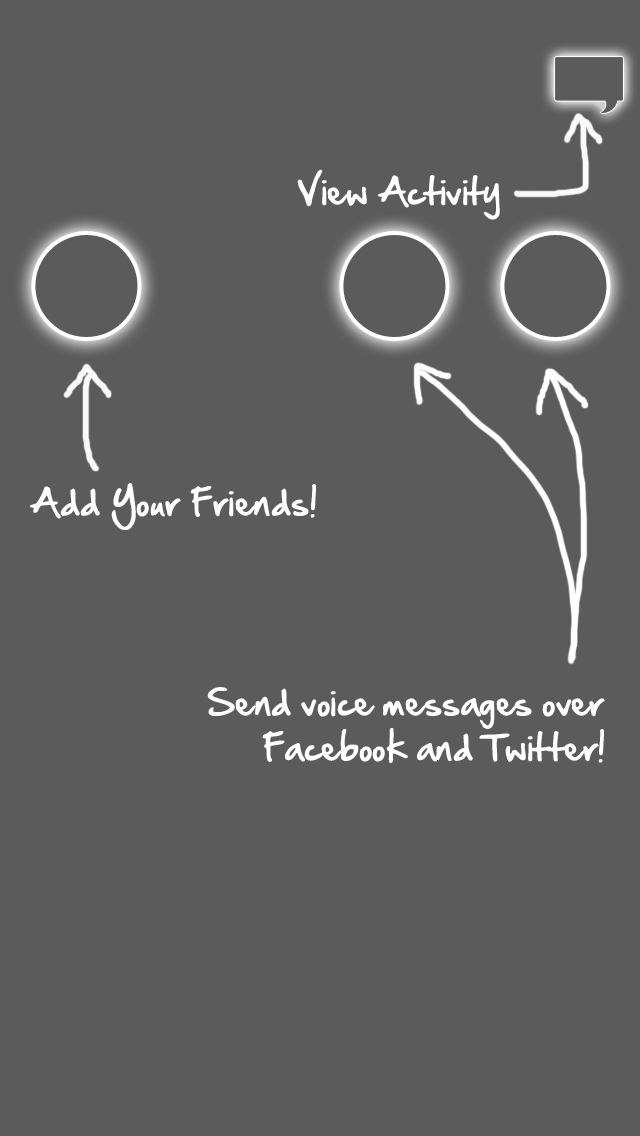 View Activity
Add Your Friends!
Send voice messages over
Facebook and Twitter!